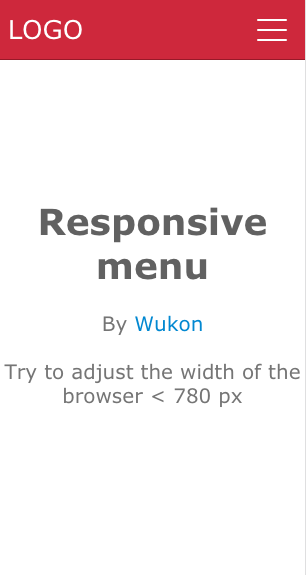 LOGO
Responsive
menu
By Wukon
Try to adjust the width of the
browser < 780 px